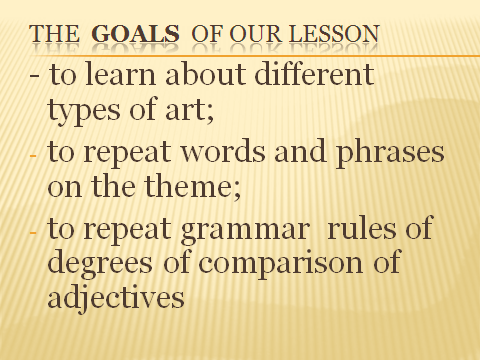 THE GOALS OF OUR LESSON
- to learn about different
types of art;
- to repeat words and phrases
on the theme;
- to repeat grammar rules of
degrees of comparison of
adjectives